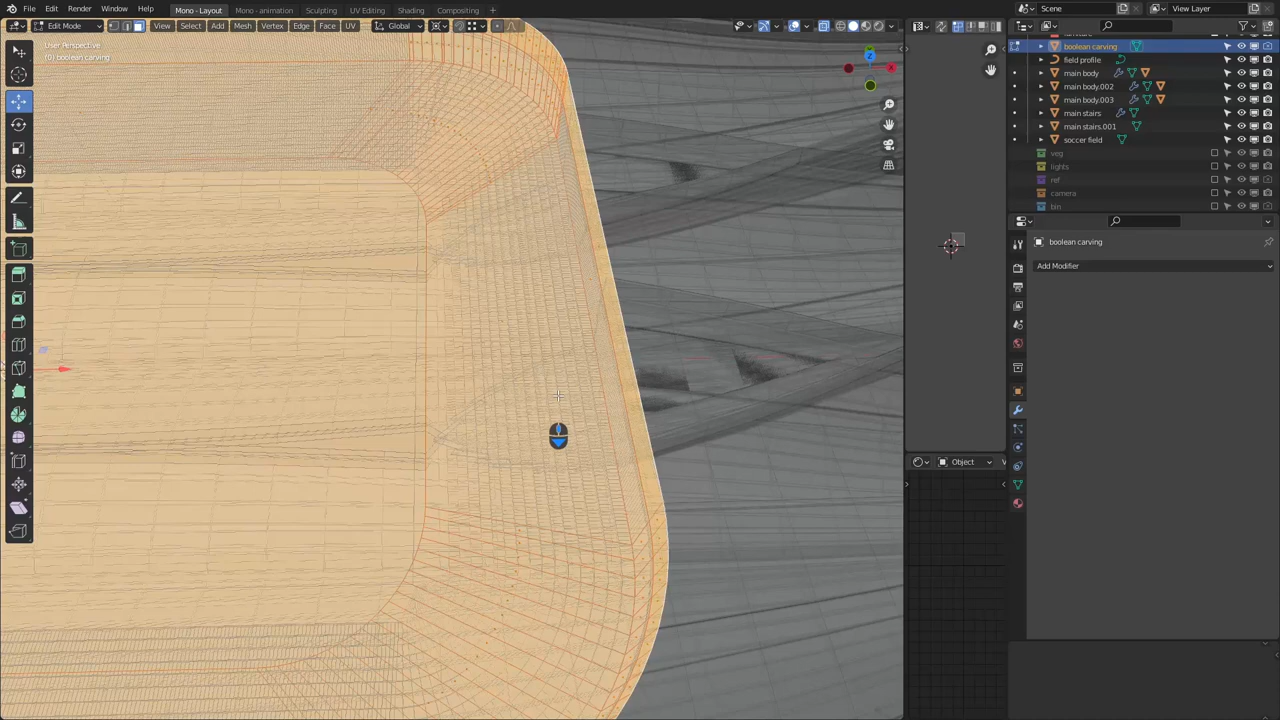 File Edit Render Window Help
Mono - Layout Mono - animation Sculpting UV Editing Shading Compositing
Scene View Layer
Edit Mode View Select Add Mesh Vertex Edge Face UV Global
User Perspective
(0) boolean carving
boolean carving
field profile
main body
main body.002
main body.003
main stairs
main stairs.001
soccer field
veg
lights
ref
camera
bin
boolean carving
Add Modifier
Object